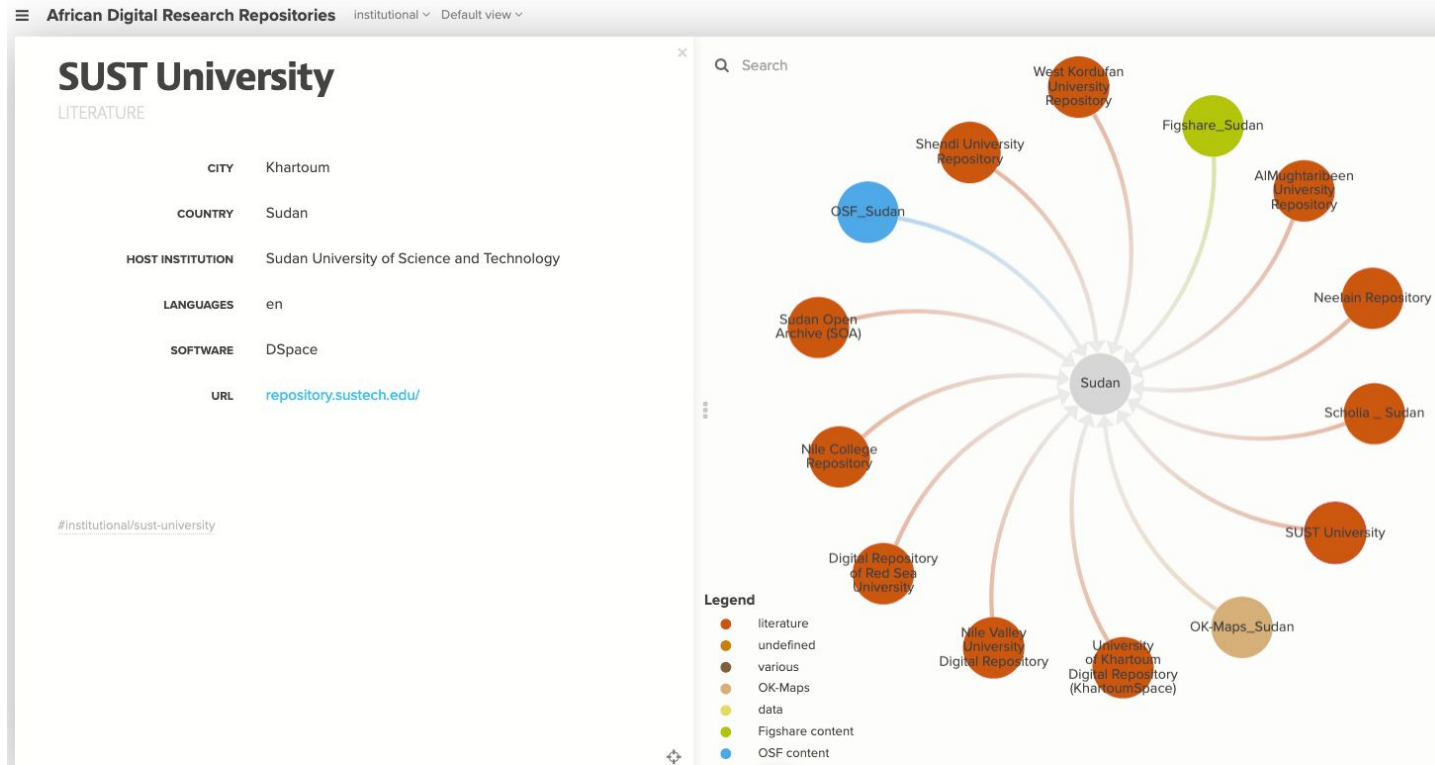 African Digital Research Repositories institutional Default view
SUST University
LITERATURE
CITY Khartoum
COUNTRY Sudan
HOST INSTITUTION Sudan University of Science and Technology
LANGUAGES en
SOFTWARE DSpace
URL repository.sustech.edu/
#institutional/sust-university
Search
West Kordufan
University
Repository
Figshare_Sudan
Shendi University
Repository
AlMughtaribeen
University
Repository
OSF_Sudan
Neelain Repository
Sudan Open
Archive (SOA)
Sudan
Scholia _ Sudan
Nile College
Repository
SUST University
Digital Repository
of Red Sea
University
OK-Maps_Sudan
Nile Valley
University
Digital Repository
University
of Khartoum
Digital Repository
(KhartoumSpace)
Legend
literature
undefined
various
OK-Maps
data
Figshare content
OSF content